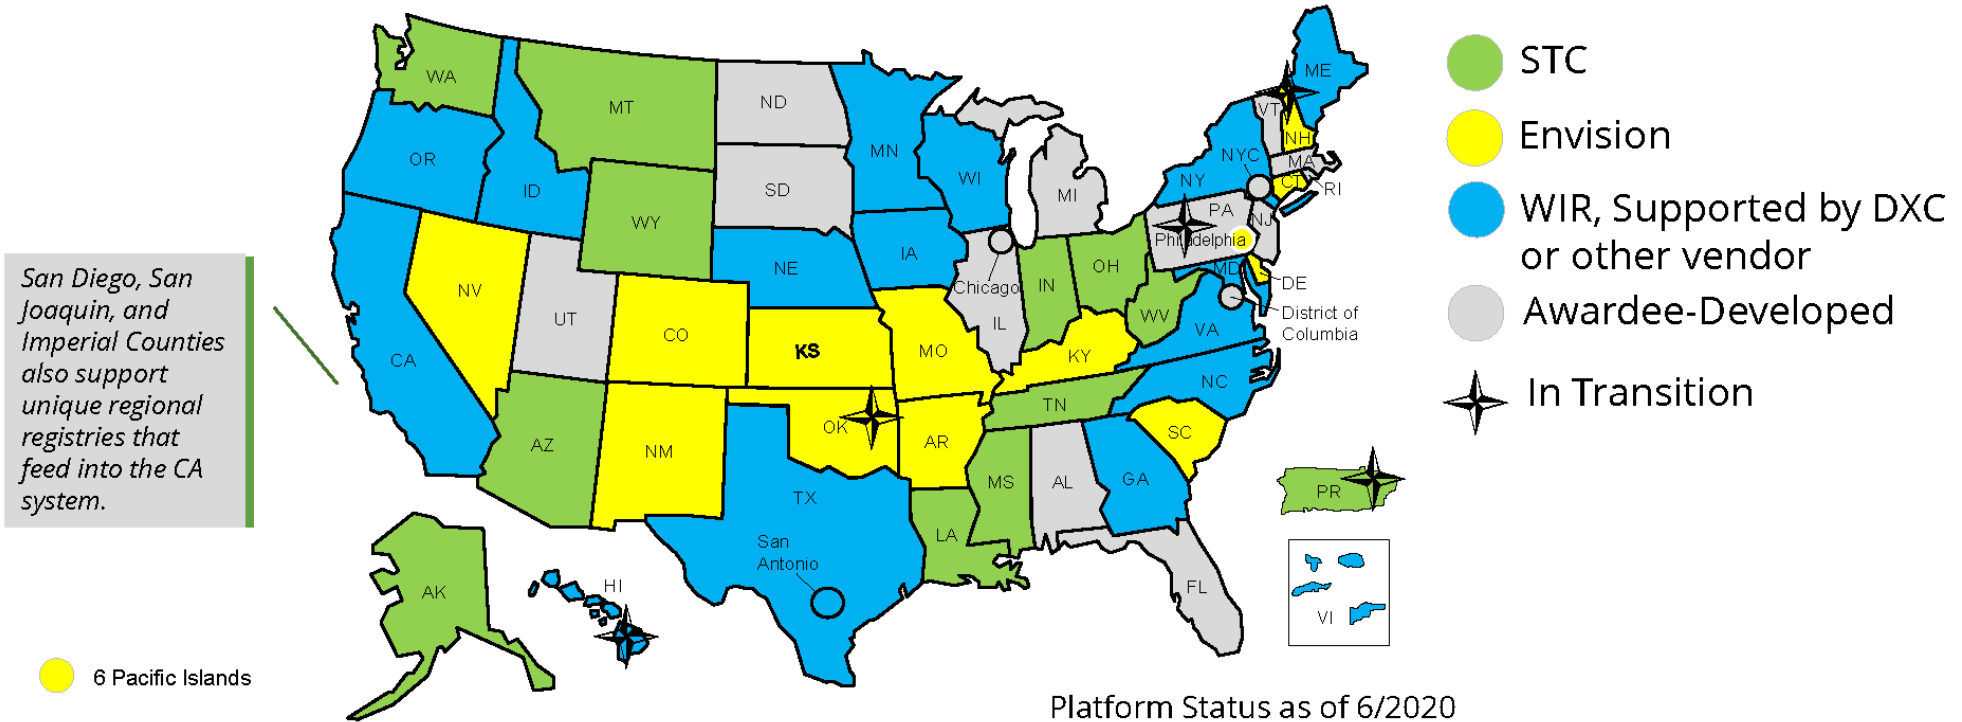 WA
MT
ND
MN
ME
VT
NH
OR
ID
WY
SD
WI
MI
NYC
NY
MA
CT
RI
PA
NJ
Philadelphia
NV
UT
CO
NE
IA
Chicago
IL
IN
OH
WV
MD
DE
District of
Columbia
VA
CA
KS
MO
KY
NC
TN
SC
AZ
NM
OK
AR
MS
AL
GA
TX
LA
San
Antonio
FL
PR
VI
AK
HI
San Diego, San
Joaquin, and
Imperial Counties
also support
unique regional
registries that
feed into the CA
system.
6 Pacific Islands
STC
Envision
WIR, Supported by DXC
or other vendor
Awardee-Developed
In Transition
Platform Status as of 6/2020